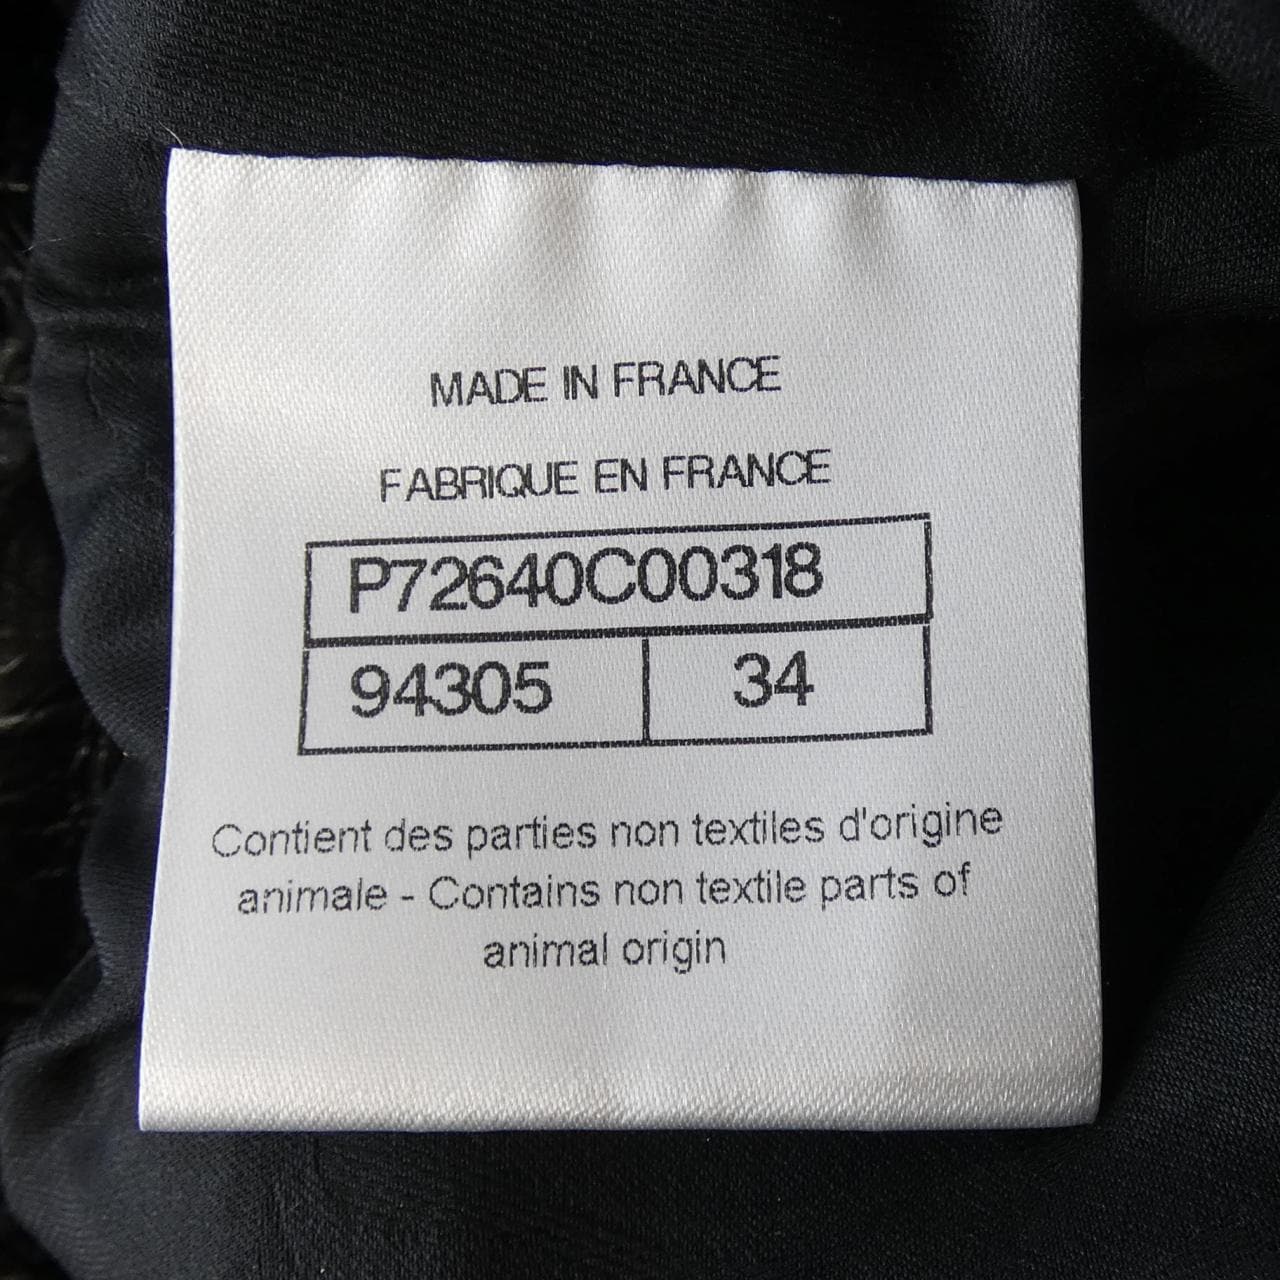 MADE IN FRANCE
FABRIQUE EN FRANCE
P72640C00318
94305 34
Contient des parties non textiles d'origine
animale - Contains non textile parts of
animal origin